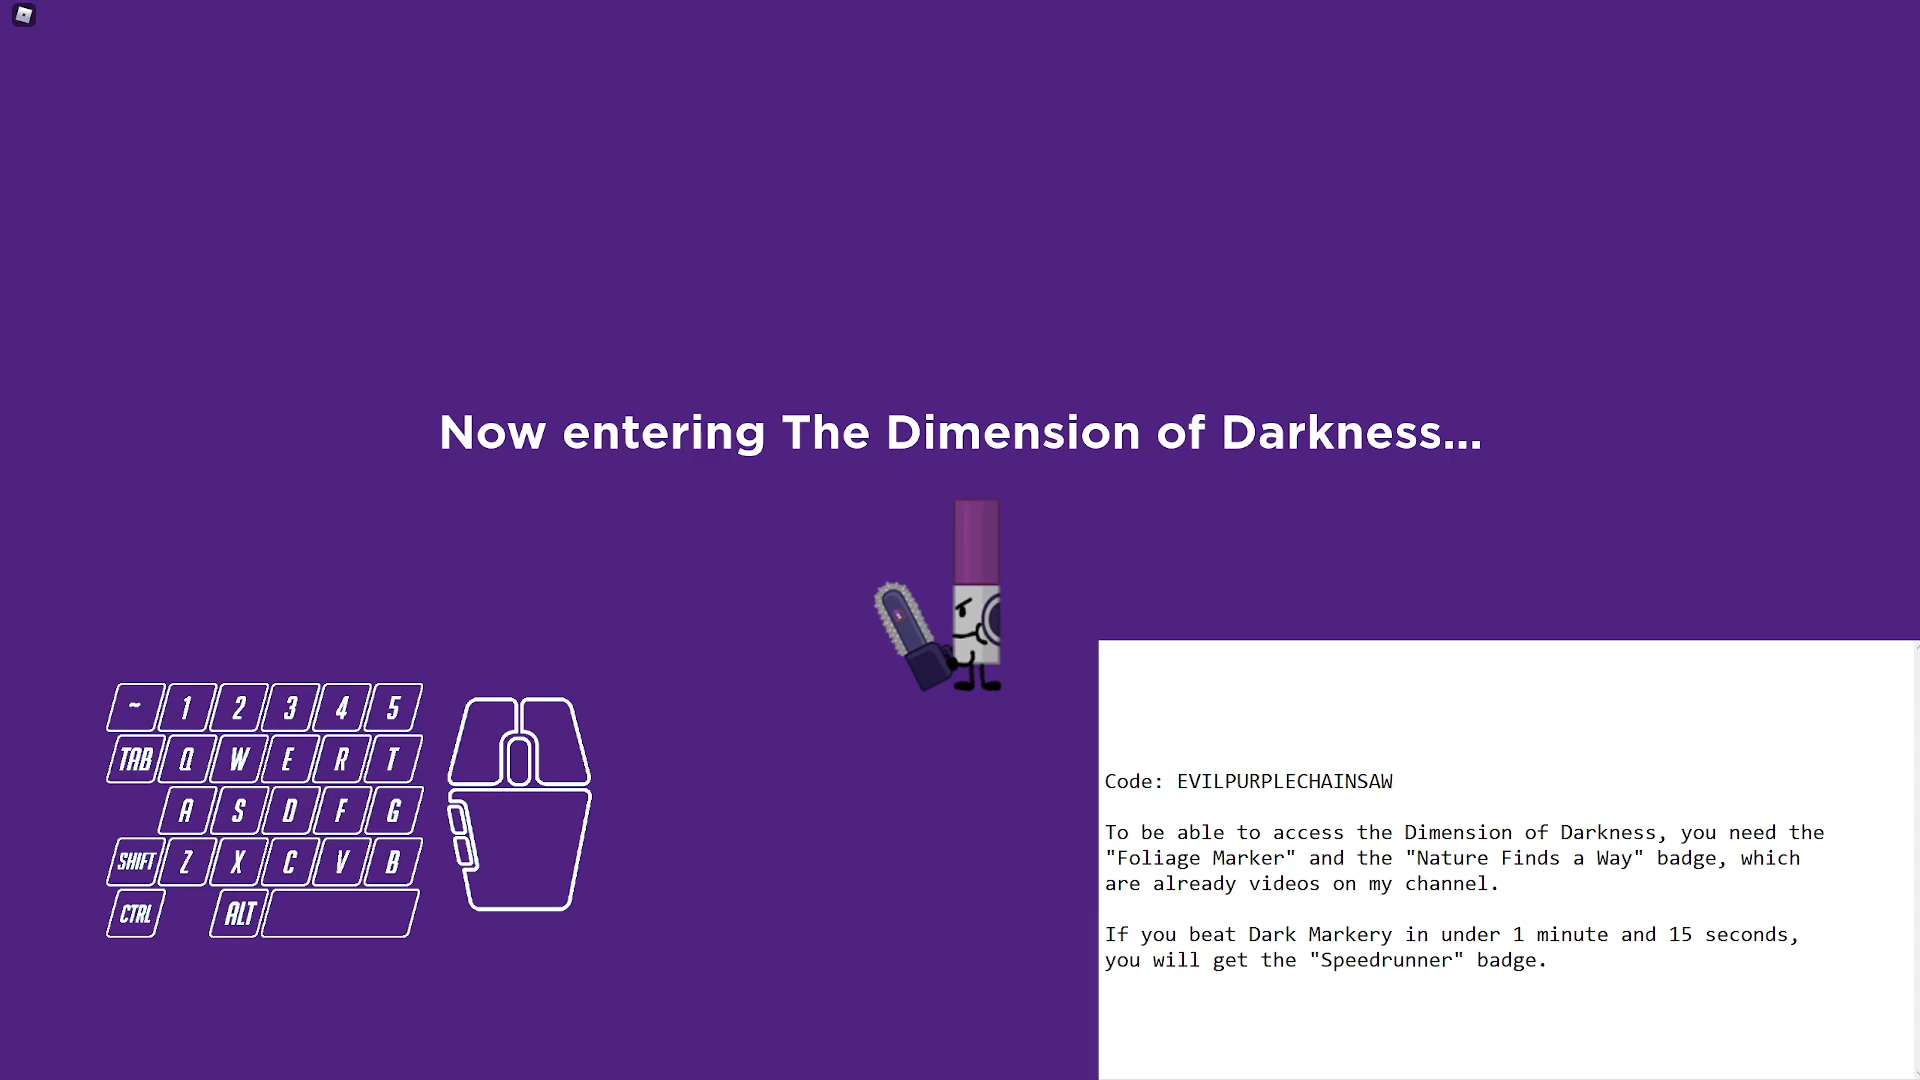 Now entering The Dimension of Darkness...
~ 1 2 3 4 5
TAB Q W E R T
A S D F G
SHIFT Z X C V B
CTRL ALT
Code: EVILPURPLECHAINSAW
To be able to access the Dimension of Darkness, you need the
"Foliage Marker" and the "Nature Finds a Way" badge, which
are already videos on my channel.
If you beat Dark Markery in under 1 minute and 15 seconds,
you will get the "Speedrunner" badge.